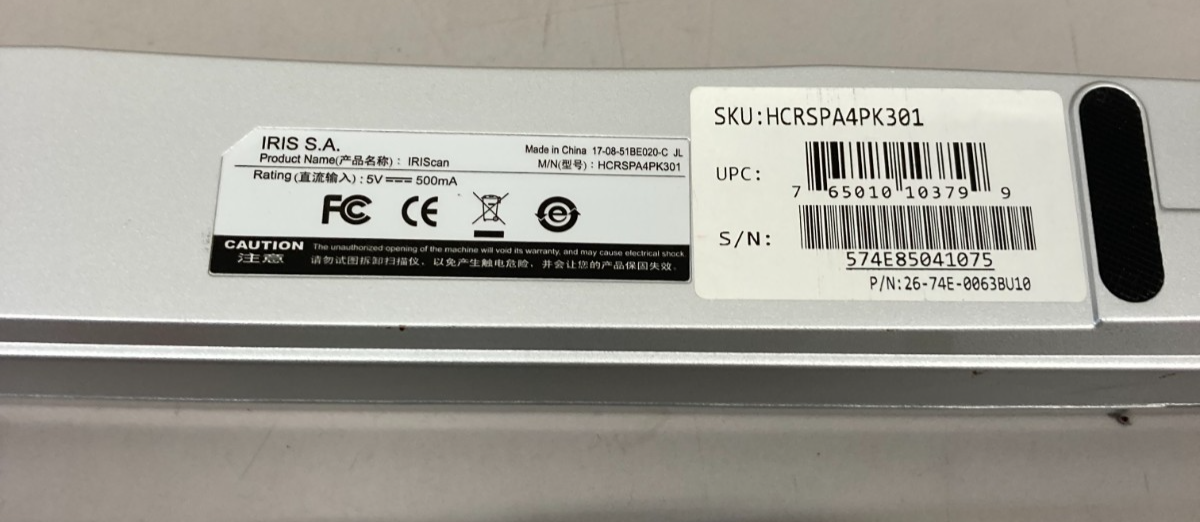 IRIS S.A.
Product Name(产品名称) : IRIScan
Made in China 17-08-51BE020-C JL
M/N(型号) : HCRSPA4PK301
Rating (直流输入) : 5V 500mA
FC CE e
CAUTION The unauthorized opening of the machine will void its warranty, and may cause electrical shock.
注意 请勿试图拆卸扫描仪, 以免产生触电危险, 并会让您的产品保固失效.
SKU:HCRSPA4PK301
UPC:
7 65010 10379 9
S/N:
574E85041075
P/N:26-74E-0063BU10